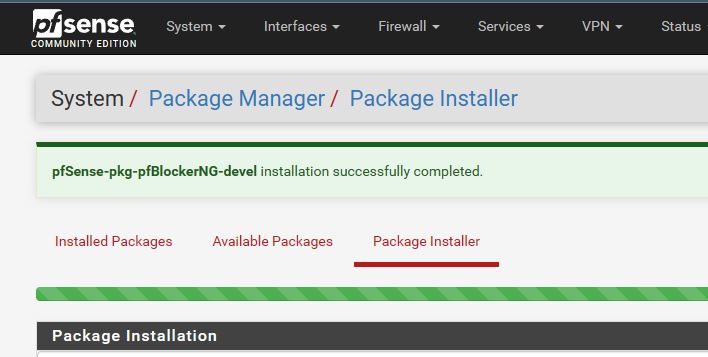 pfsense System Interfaces Firewall Services VPN Status
COMMUNITY EDITION
System / Package Manager / Package Installer
pfSense-pkg-pfBlockerNG-devel installation successfully completed.
Installed Packages Available Packages Package Installer
Package Installation